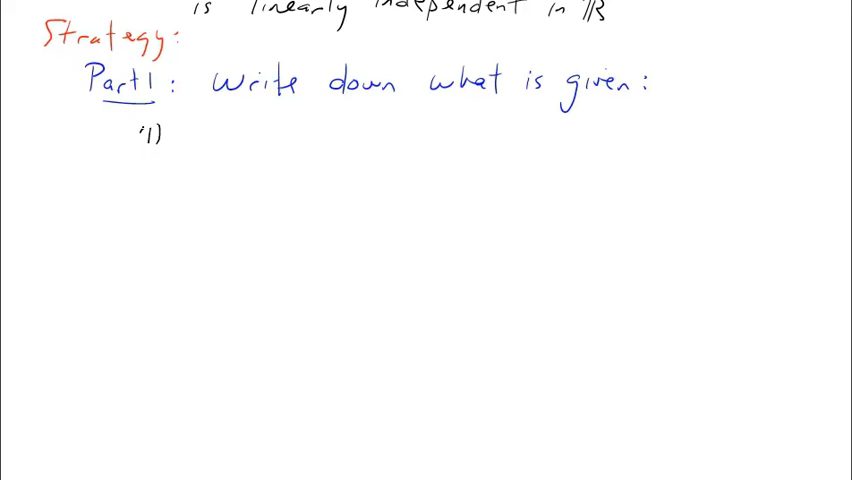 is linearly independent in ℝ
Strategy:
Part 1: Write down what is given:
1)